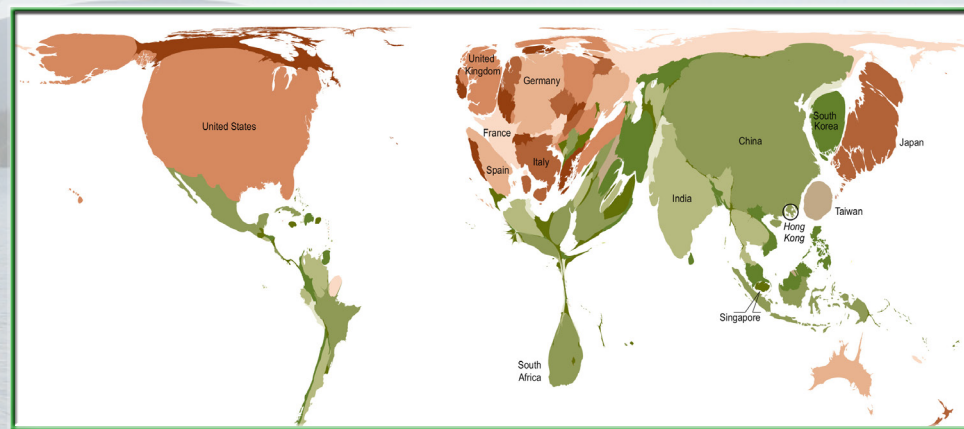 United
Kingdom
Germany
United States
France
Spain
Italy
China
South
Korea
Japan
India
Taiwan
Hong
Kong
Singapore
South
Africa